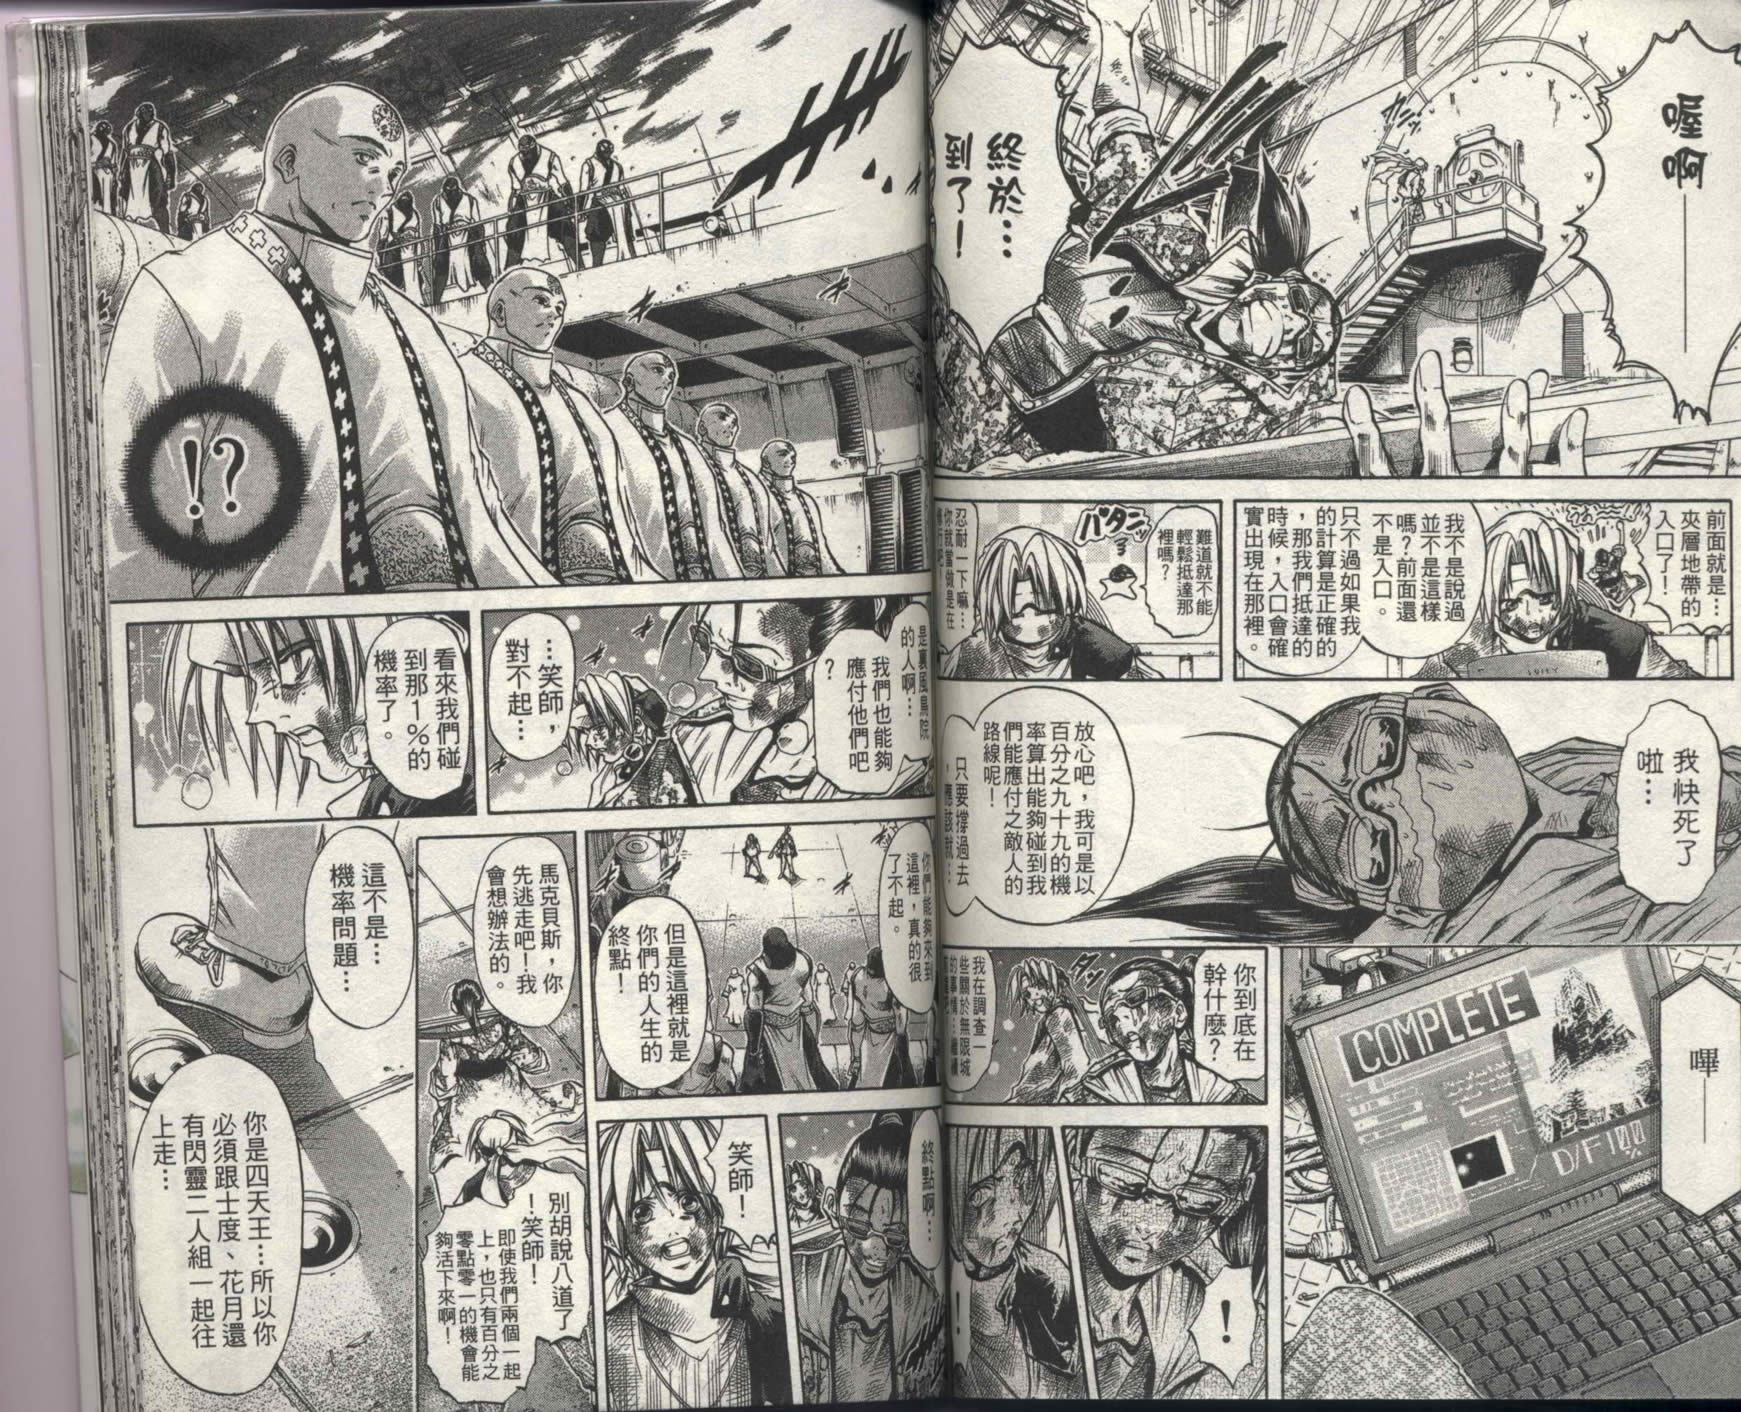 喔啊——
終於…
到了！
前面就是…
夾層地帶的
入口了！
我不是說過
並不是這樣
嗎？前面還
不是入口。
只不過如果我
的計算是正確的
，那我們抵達的
時候，入口會確
實出現在那裡。
難道就不能
輕鬆抵達那
裡嗎？
バタンッ
忍耐一下嘛…
你就當做是在
我快死了
啦…
放心吧，我可是以
百分之九十九的機
率算出能夠碰到我
們能應付之敵人的
路線呢！
只要撐過去
，應該就…
嗶——
COMPLETE
D/F 100%
你到底在
幹什麼？
我在調查一
些關於無限城
的事情…繼續
！
！
!?
是裏風鳥院
的人啊…
我們也能夠
應付他們吧
？
…笑師，
對不起…
看來我們碰
到那1%的
機率了。
你們能夠來到
這裡，真的很
了不起。
但是這裡就是
你們的人生的
終點！
終點啊…
笑師！
馬克貝斯，你
先逃走吧！我
會想辦法的。
別胡說八道了
！笑師！
即使我們兩個一起
上，也只有百分之
零點零一的機會能
夠活下來啊！
這不是…
機率問題…
你是四天王…所以你
必須跟士度、花月還
有閃靈二人組一起往
上走…